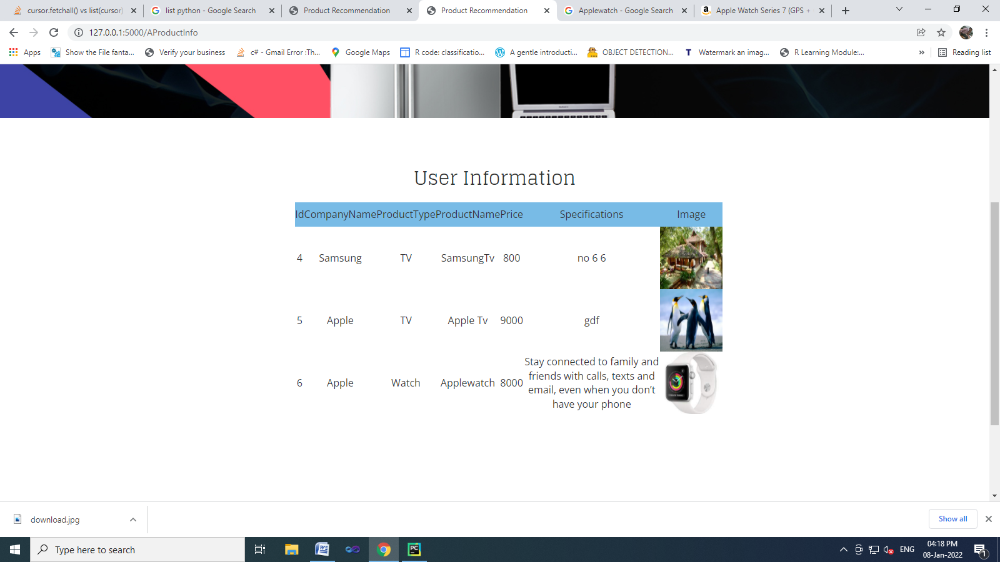 cursor.fetchall() vs list(cursor)
list python - Google Search
Product Recommendation
Product Recommendation
Applewatch - Google Search
Apple Watch Series 7 (GPS +
127.0.0.1:5000/AProductInfo
Apps
Show the File fanta...
Verify your business
c# - Gmail Error :Th...
Google Maps
R code: classificatio...
A gentle introducti...
OBJECT DETECTION...
T Watermark an imag...
R Learning Module:...
»
Reading list
User Information
IdCompanyNameProductTypeProductNamePrice Specifications Image
4 Samsung TV SamsungTv 800 no 6 6
5 Apple TV Apple Tv 9000 gdf
6 Apple Watch Applewatch 8000 Stay connected to family and
friends with calls, texts and
email, even when you don’t
have your phone
download.jpg
Show all
Type here to search
PC
ENG
04:18 PM
08-Jan-2022
1